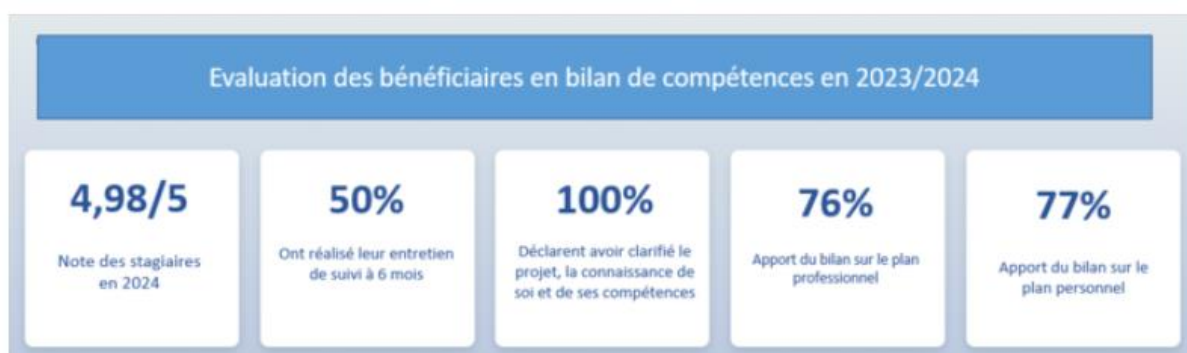 Evaluation des bénéficiaires en bilan de compétences en 2023/2024
4,98/5
Note des stagiaires
en 2024
50%
Ont réalisé leur entretien
de suivi à 6 mois
100%
Déclarent avoir clarifié le
projet, la connaissance de
soi et de ses compétences
76%
Apport du bilan sur le plan
professionnel
77%
Apport du bilan sur le
plan personnel